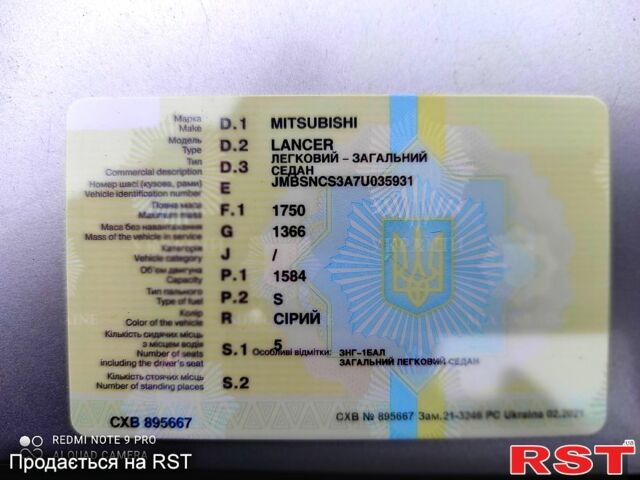 Марка D.1 MITSUBISHI
Make
Модель D.2 LANCER
Type
Тип D.3 ЛЕГКОВИЙ – ЗАГАЛЬНИЙ
Commercial description СЕДАН
Номер шасі (кузова, рами) E JMBSNCS3A7U035931
Vehicle identification number
Повна маса F.1 1750
Maximum mass
Маса без навантаження G 1366
Mass of the vehicle in service
Категорія J /
Vehicle category
Об'єм двигуна P.1 1584
Capacity
Тип пального P.2 S
Type of fuel
Колір R СІРИЙ
Color of the vehicle
Кількість сидячих місць
з місцем водія S.1 5 Особливі відмітки: ЗНГ-1БАЛ
Number of seats ЗАГАЛЬНИЙ ЛЕГКОВИЙ СЕДАН
including the driver's seat
Кількість стоячих місць S.2
Number of standing places
СХВ 895667
СХВ № 895667 Зам.21-3246 РС Ukraina 02.2021
REDMI NOTE 9 PRO
AI QUAD CAMERA
Продається на RST
RST